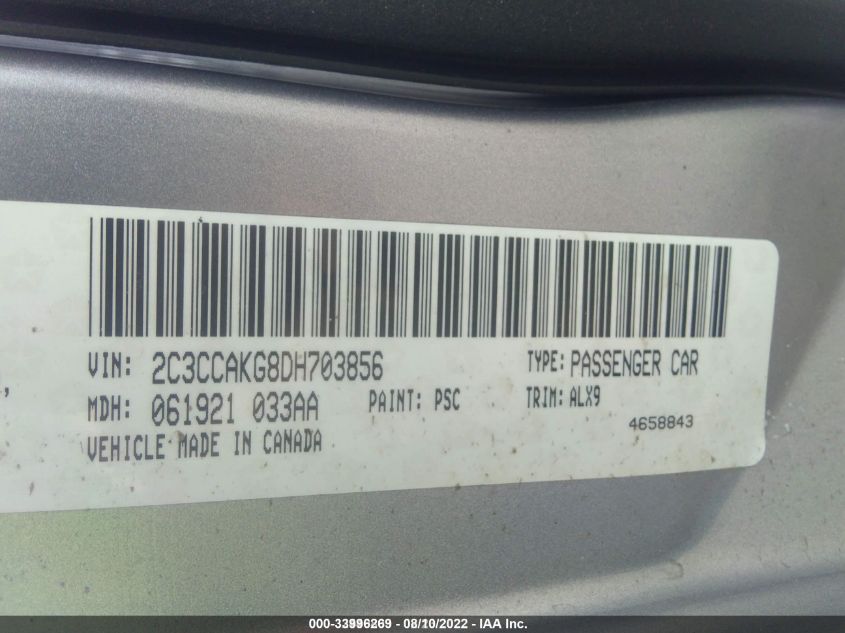 VIN: 2C3CCAKG8DH703856 TYPE: PASSENGER CAR
MDH: 061921 033AA PAINT: PSC TRIM: ALX9
VEHICLE MADE IN CANADA 4658843
000-33996269 - 08/10/2022 - IAA Inc.